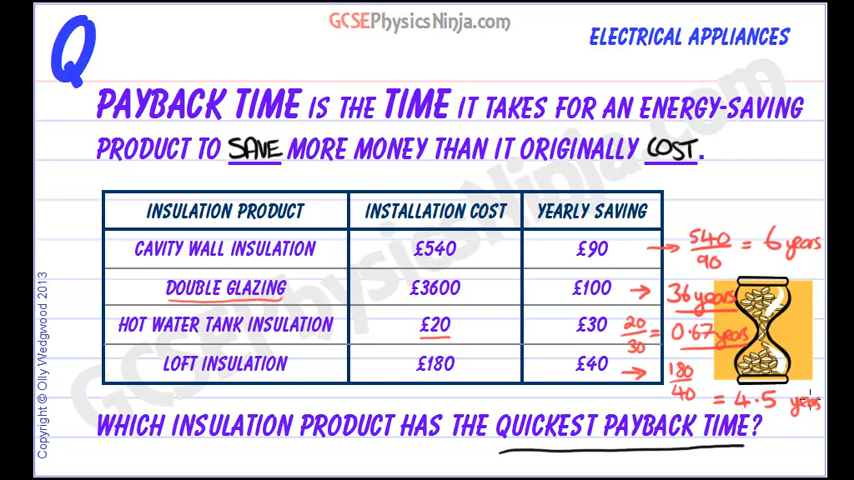 GCSEPhysicsNinja.com
Q
ELECTRICAL APPLIANCES
PAYBACK TIME IS THE TIME IT TAKES FOR AN ENERGY-SAVING
PRODUCT TO SAVE MORE MONEY THAN IT ORIGINALLY COST.
INSULATION PRODUCT INSTALLATION COST YEARLY SAVING
CAVITY WALL INSULATION £540 £90 → 540/90 = 6 years
DOUBLE GLAZING £3600 £100 → 36 years
HOT WATER TANK INSULATION £20 £30 20/30 = 0.67 years
LOFT INSULATION £180 £40 → 180/40 = 4.5 years
WHICH INSULATION PRODUCT HAS THE QUICKEST PAYBACK TIME?
Copyright © Olly Wedgwood 2013
GCSEPhysicsNinja.com